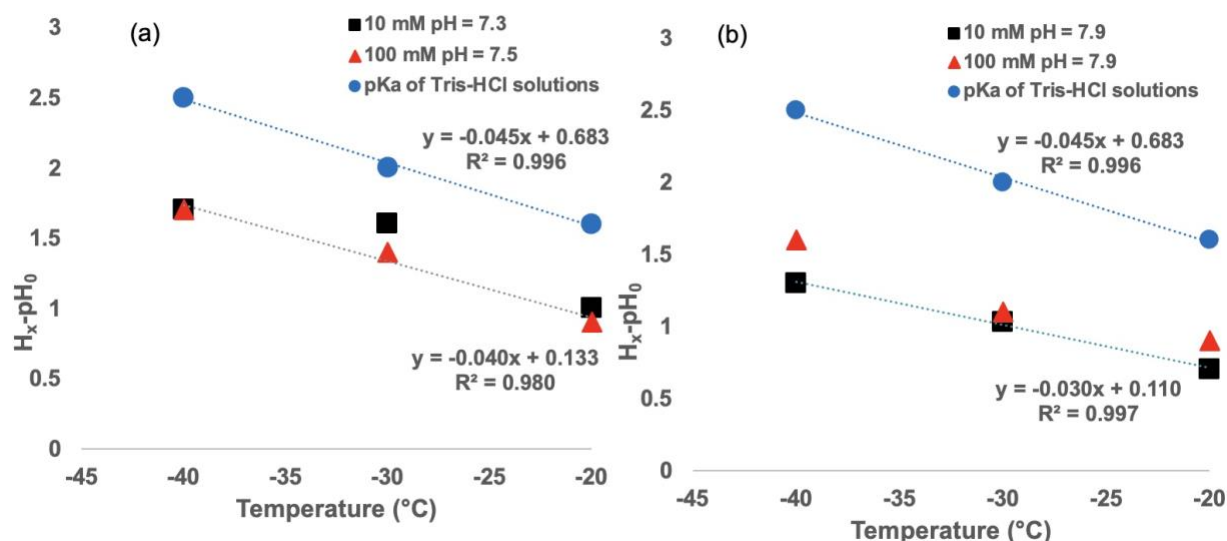 (a)
10 mM pH = 7.3
100 mM pH = 7.5
pKa of Tris-HCl solutions
3
2.5
2
1.5
1
0.5
0
Hₓ-pH₀
y = -0.045x + 0.683
R² = 0.996
y = -0.040x + 0.133
R² = 0.980
-45 -40 -35 -30 -25 -20
Temperature (°C)
(b)
10 mM pH = 7.9
100 mM pH = 7.9
pKa of Tris-HCl solutions
3
2.5
2
1.5
1
0.5
0
Hₓ-pH₀
y = -0.045x + 0.683
R² = 0.996
y = -0.030x + 0.110
R² = 0.997
-45 -40 -35 -30 -25 -20
Temperature (°C)